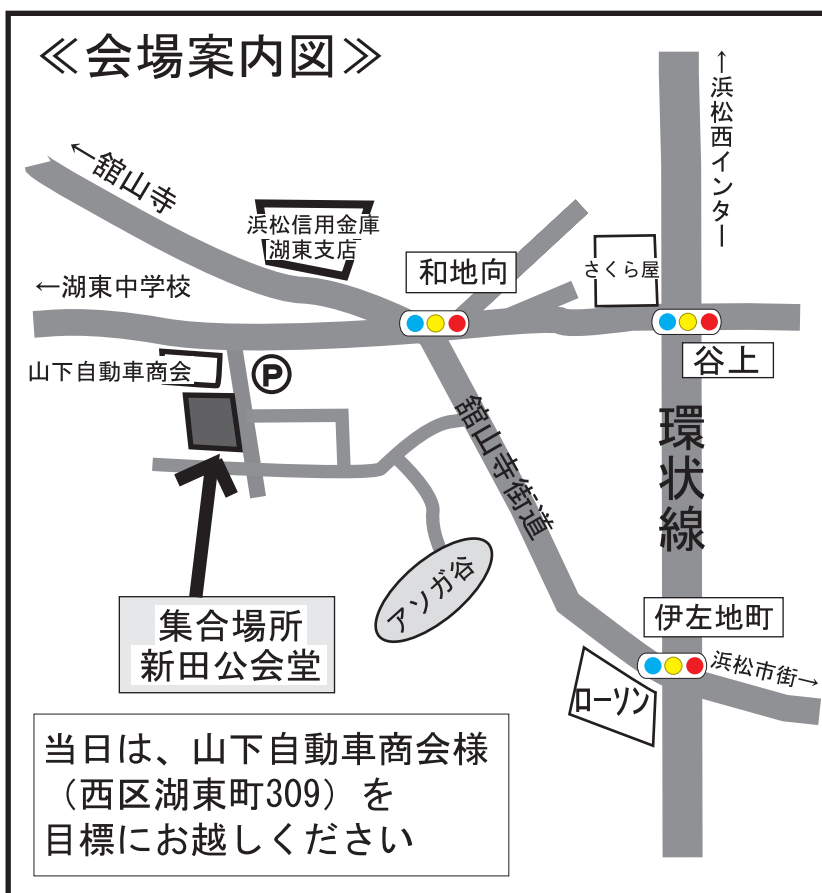 ≪会場案内図≫
↑浜松西インター
←舘山寺
浜松信用金庫
湖東支店
和地向
さくら屋
←湖東中学校
谷上
山下自動車商会
P
舘山寺街道
環状線
アソガ谷
伊左地町
集合場所
新田公会堂
浜松市街→
ローソン
当日は、山下自動車商会様
（西区湖東町309）を
目標にお越しください